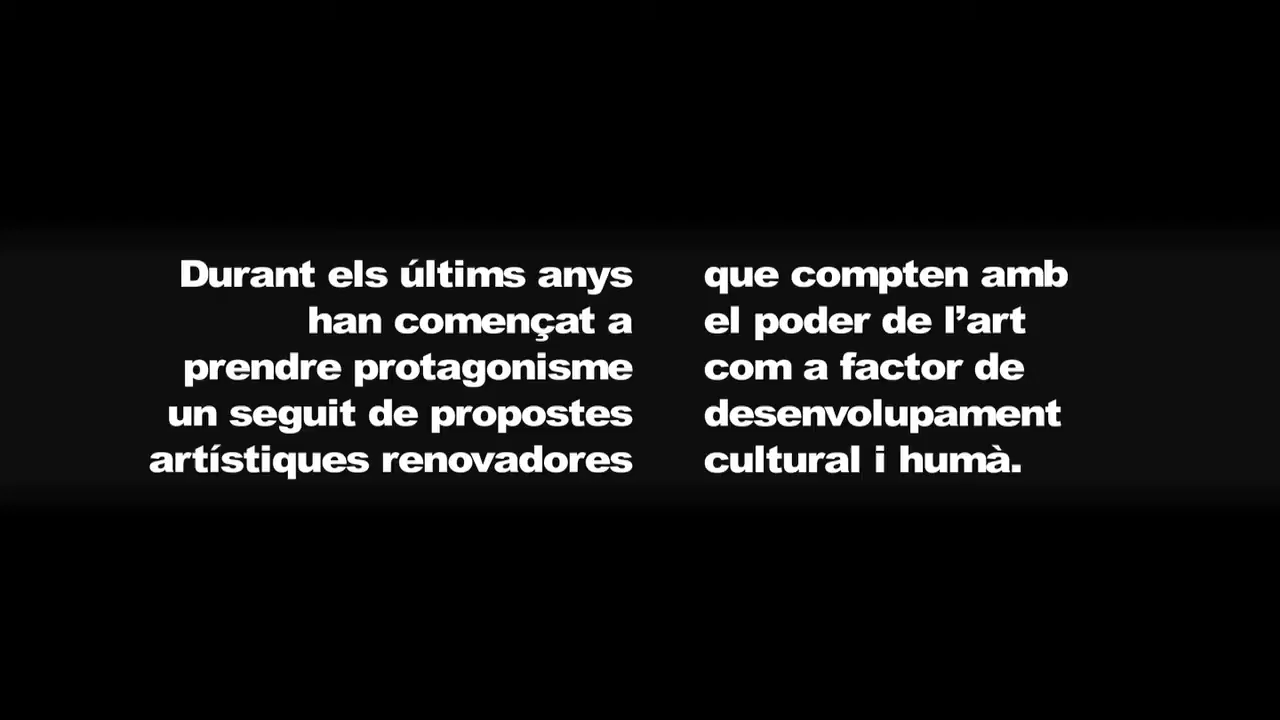 Durant els últims anys
han començat a
prendre protagonisme
un seguit de propostes
artístiques renovadores
que compten amb
el poder de l’art
com a factor de
desenvolupament
cultural i humà.